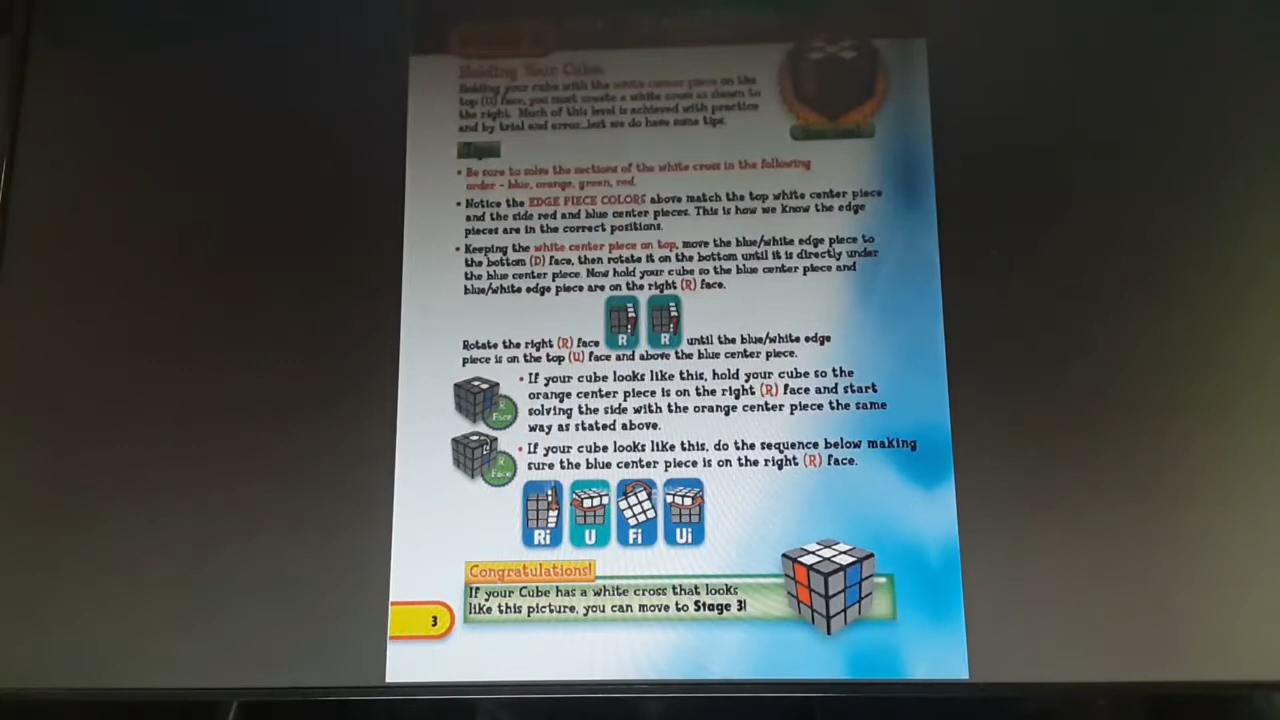 Holding Your Cube
Holding your cube with the white center piece on the
top (U) face, you must create a white cross as shown to
the right. Much of this level is achieved with practice
and by trial and error...but we do have some tips.
Tips
• Be sure to solve the sections of the white cross in the following
order - blue, orange, green, red.
• Notice the EDGE PIECE COLORS above match the top white center piece
and the side red and blue center pieces. This is how we know the edge
pieces are in the correct positions.
• Keeping the white center piece on top, move the blue/white edge piece to
the bottom (D) face, then rotate it on the bottom until it is directly under
the blue center piece. Now hold your cube so the blue center piece and
blue/white edge piece are on the right (R) face.
Rotate the right (R) face R R until the blue/white edge
piece is on the top (U) face and above the blue center piece.
• If your cube looks like this, hold your cube so the
orange center piece is on the right (R) face and start
solving the side with the orange center piece the same
way as stated above.
R
Face
• If your cube looks like this, do the sequence below making
sure the blue center piece is on the right (R) face.
R
Face
Ri U Fi Ui
Congratulations!
If your Cube has a white cross that looks
like this picture, you can move to Stage 3!
3